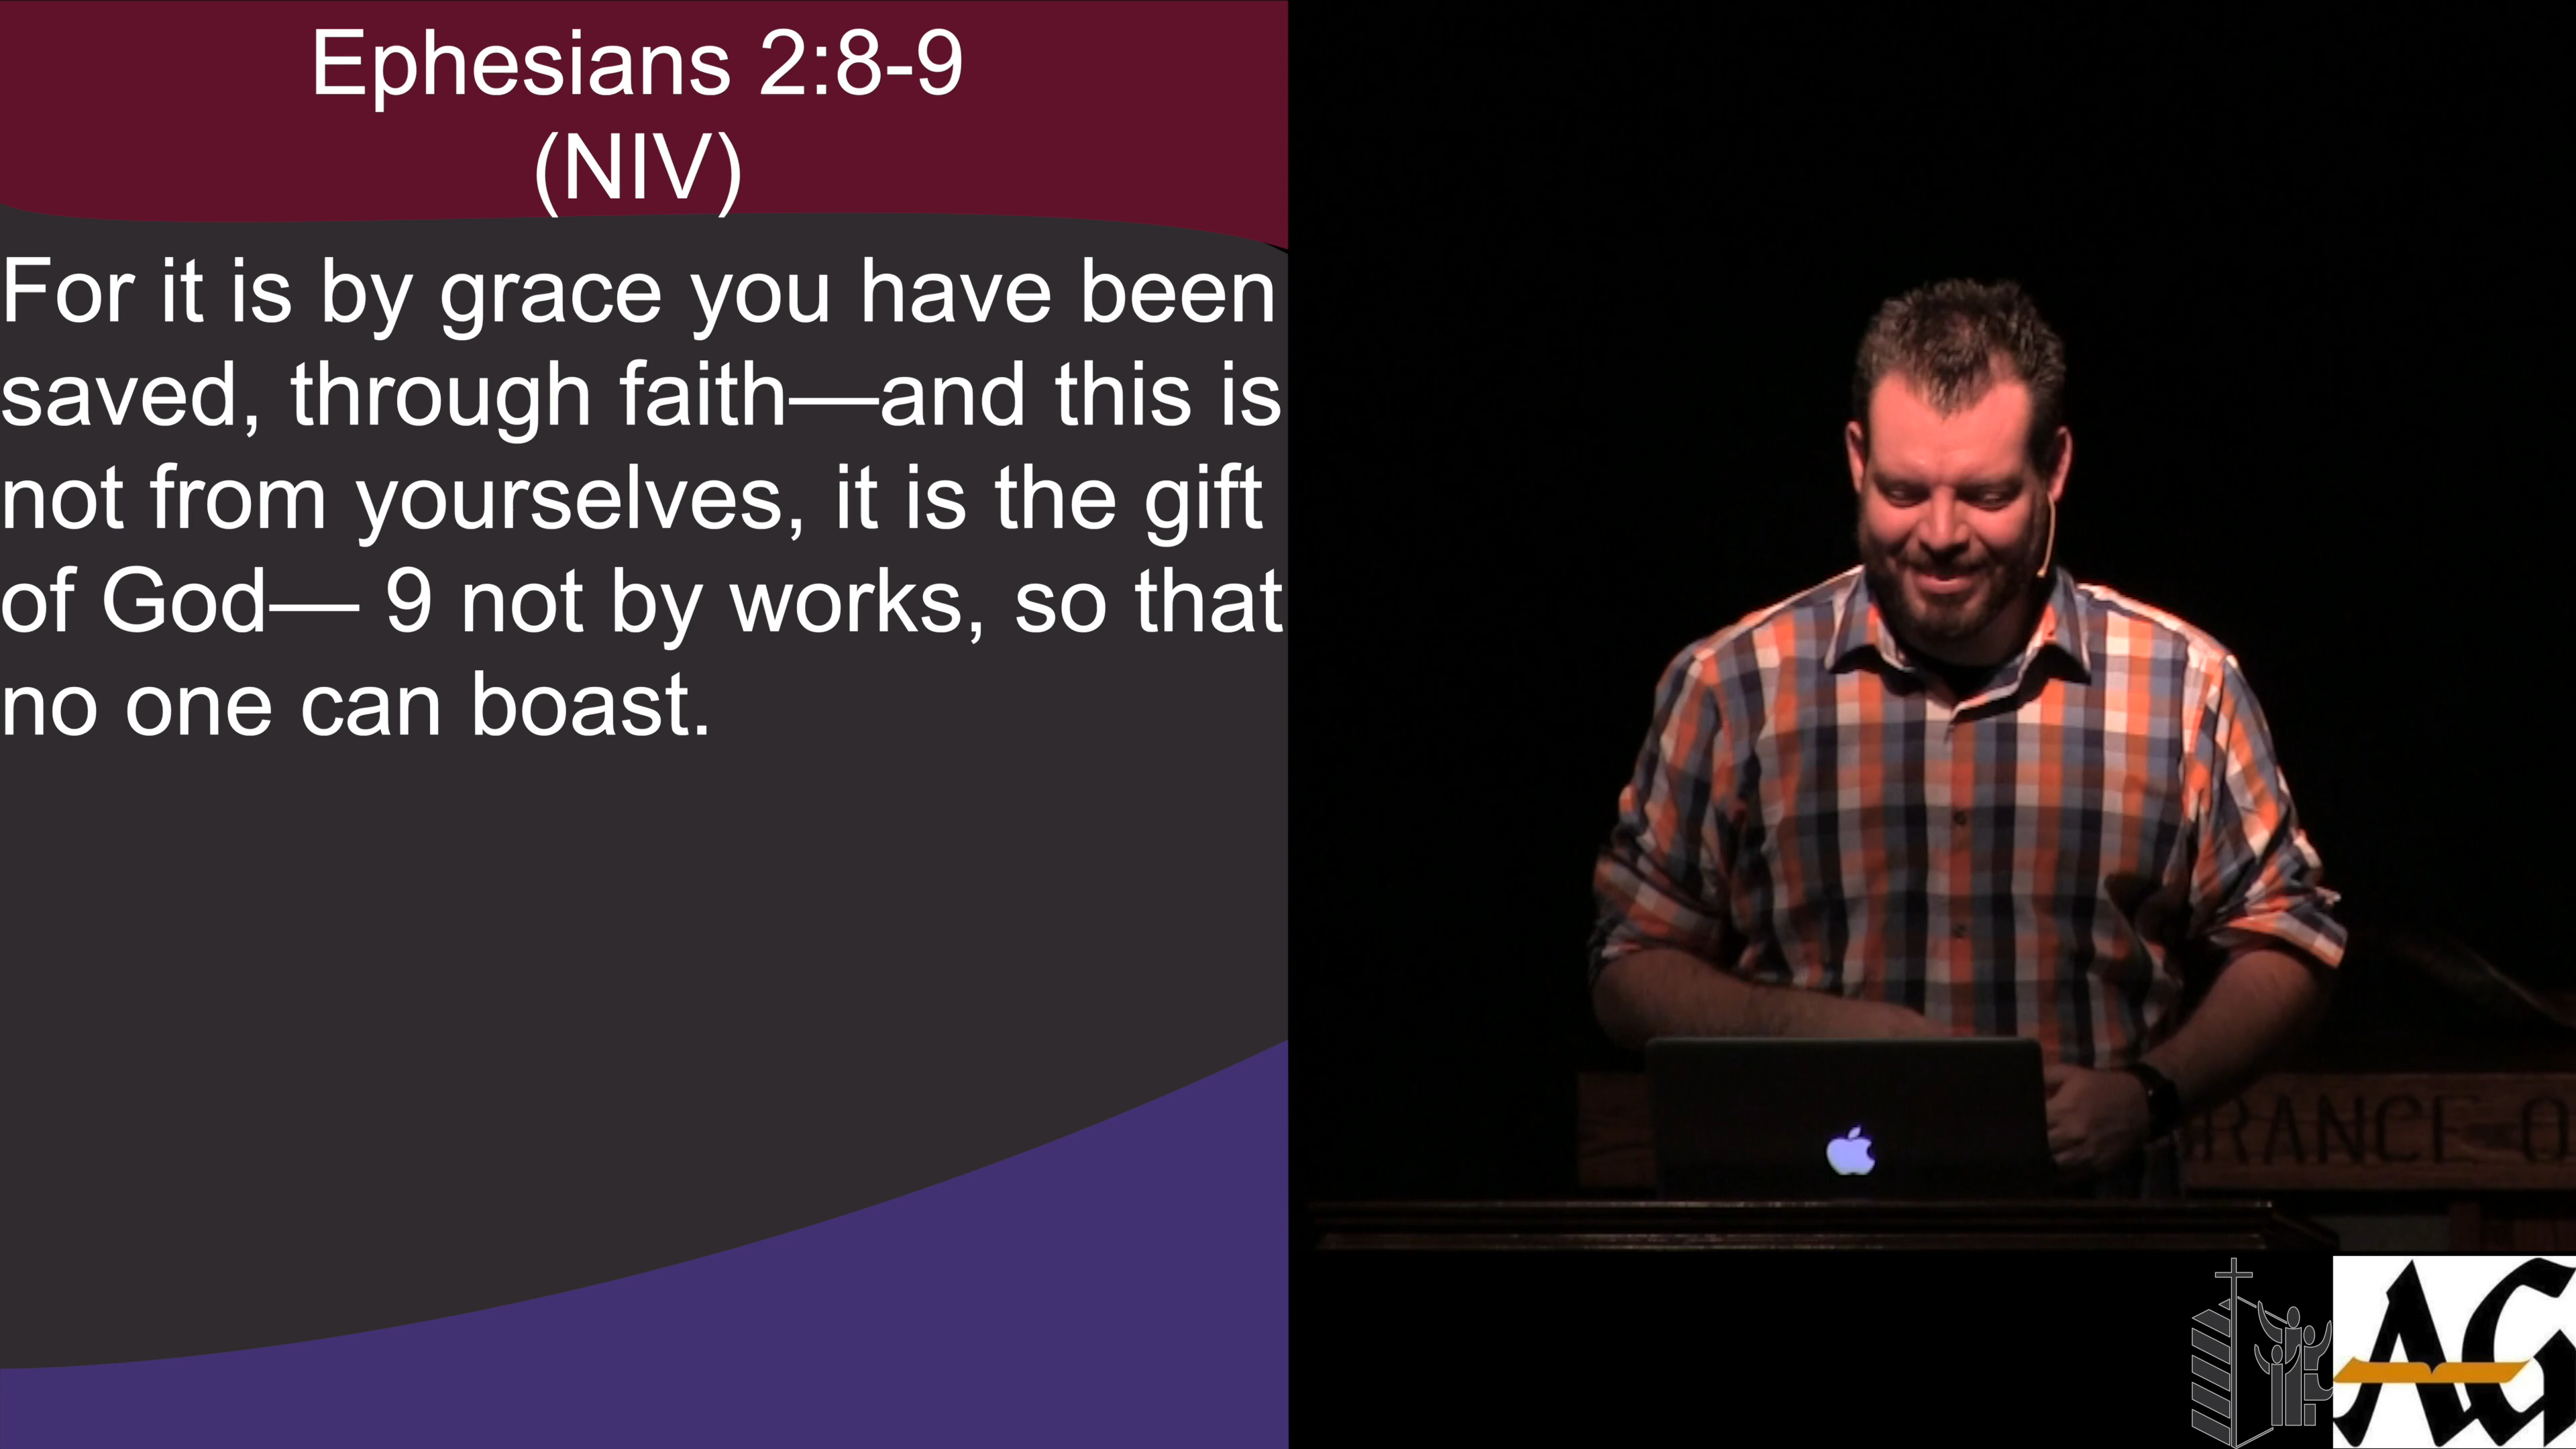 Ephesians 2:8-9
(NIV)
For it is by grace you have been
saved, through faith—and this is
not from yourselves, it is the gift
of God— 9 not by works, so that
no one can boast.
RANCE O
AG